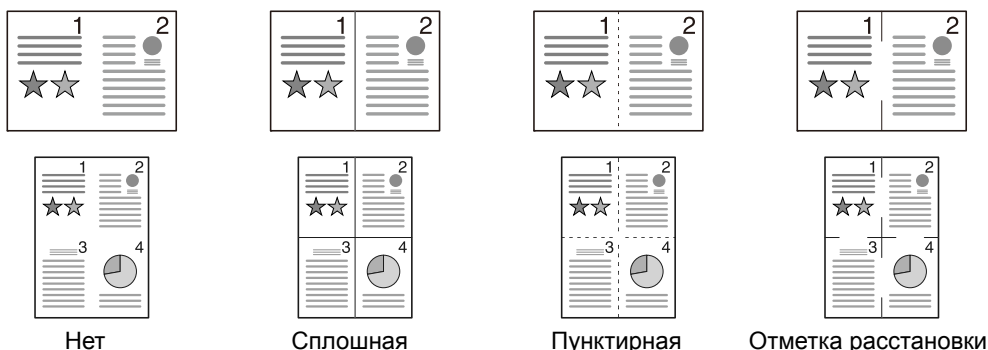 1 2 1 2 1 2 1 2
1 2 1 2 1 2 1 2
3 4 3 4 3 4 3 4
Нет Сплошная Пунктирная Отметка расстановки